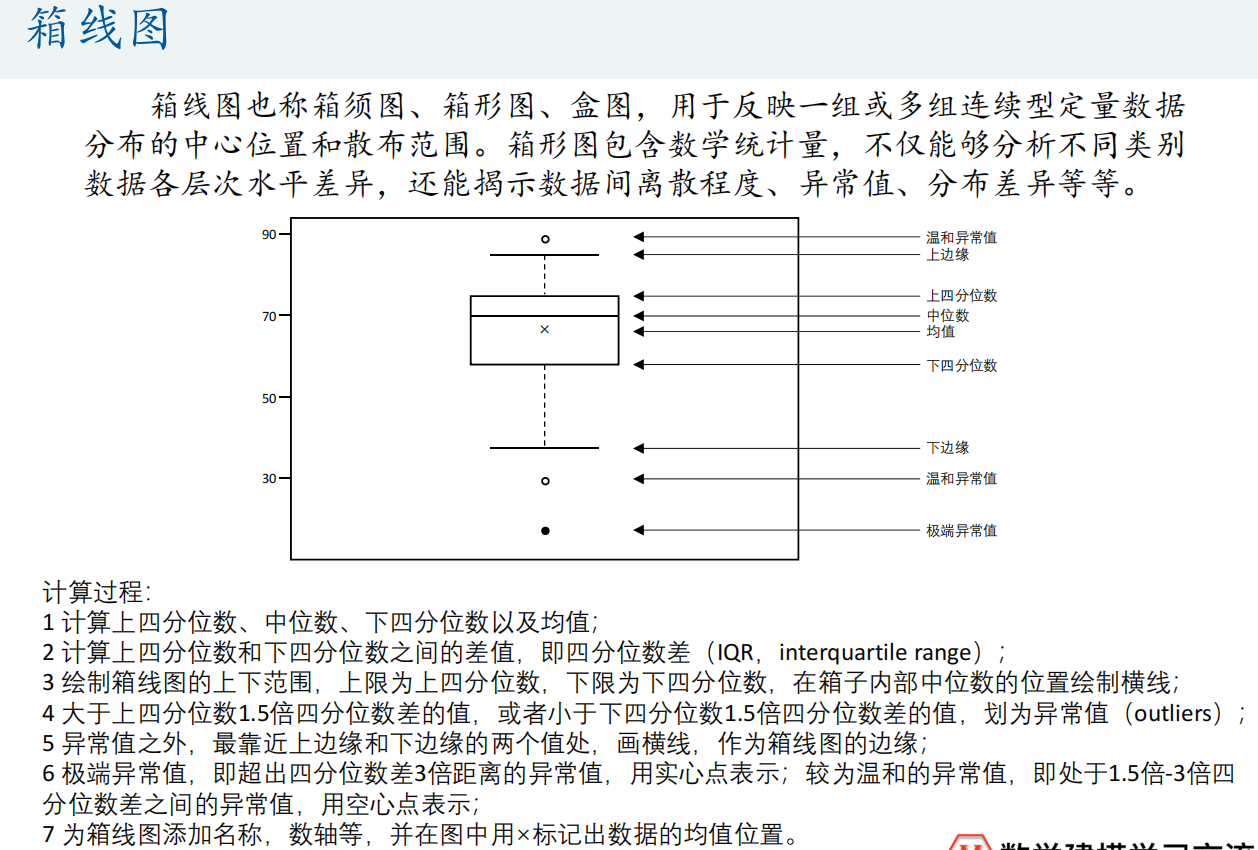 箱线图
箱线图也称箱须图、箱形图、盒图，用于反映一组或多组连续型定量数据
分布的中心位置和散布范围。箱形图包含数学统计量，不仅能够分析不同类别
数据各层次水平差异，还能揭示数据间离散程度、异常值、分布差异等等。
90
温和异常值
上边缘
上四分位数
70
中位数
×
均值
下四分位数
50
下边缘
30
温和异常值
极端异常值
计算过程：
1 计算上四分位数、中位数、下四分位数以及均值；
2 计算上四分位数和下四分位数之间的差值，即四分位数差（IQR，interquartile range）；
3 绘制箱线图的上下范围，上限为上四分位数，下限为下四分位数，在箱子内部中位数的位置绘制横线；
4 大于上四分位数1.5倍四分位数差的值，或者小于下四分位数1.5倍四分位数差的值，划为异常值（outliers）；
5 异常值之外，最靠近上边缘和下边缘的两个值处，画横线，作为箱线图的边缘；
6 极端异常值，即超出四分位数差3倍距离的异常值，用实心点表示；较为温和的异常值，即处于1.5倍-3倍四
分位数差之间的异常值，用空心点表示；
7 为箱线图添加名称，数轴等，并在图中用×标记出数据的均值位置。